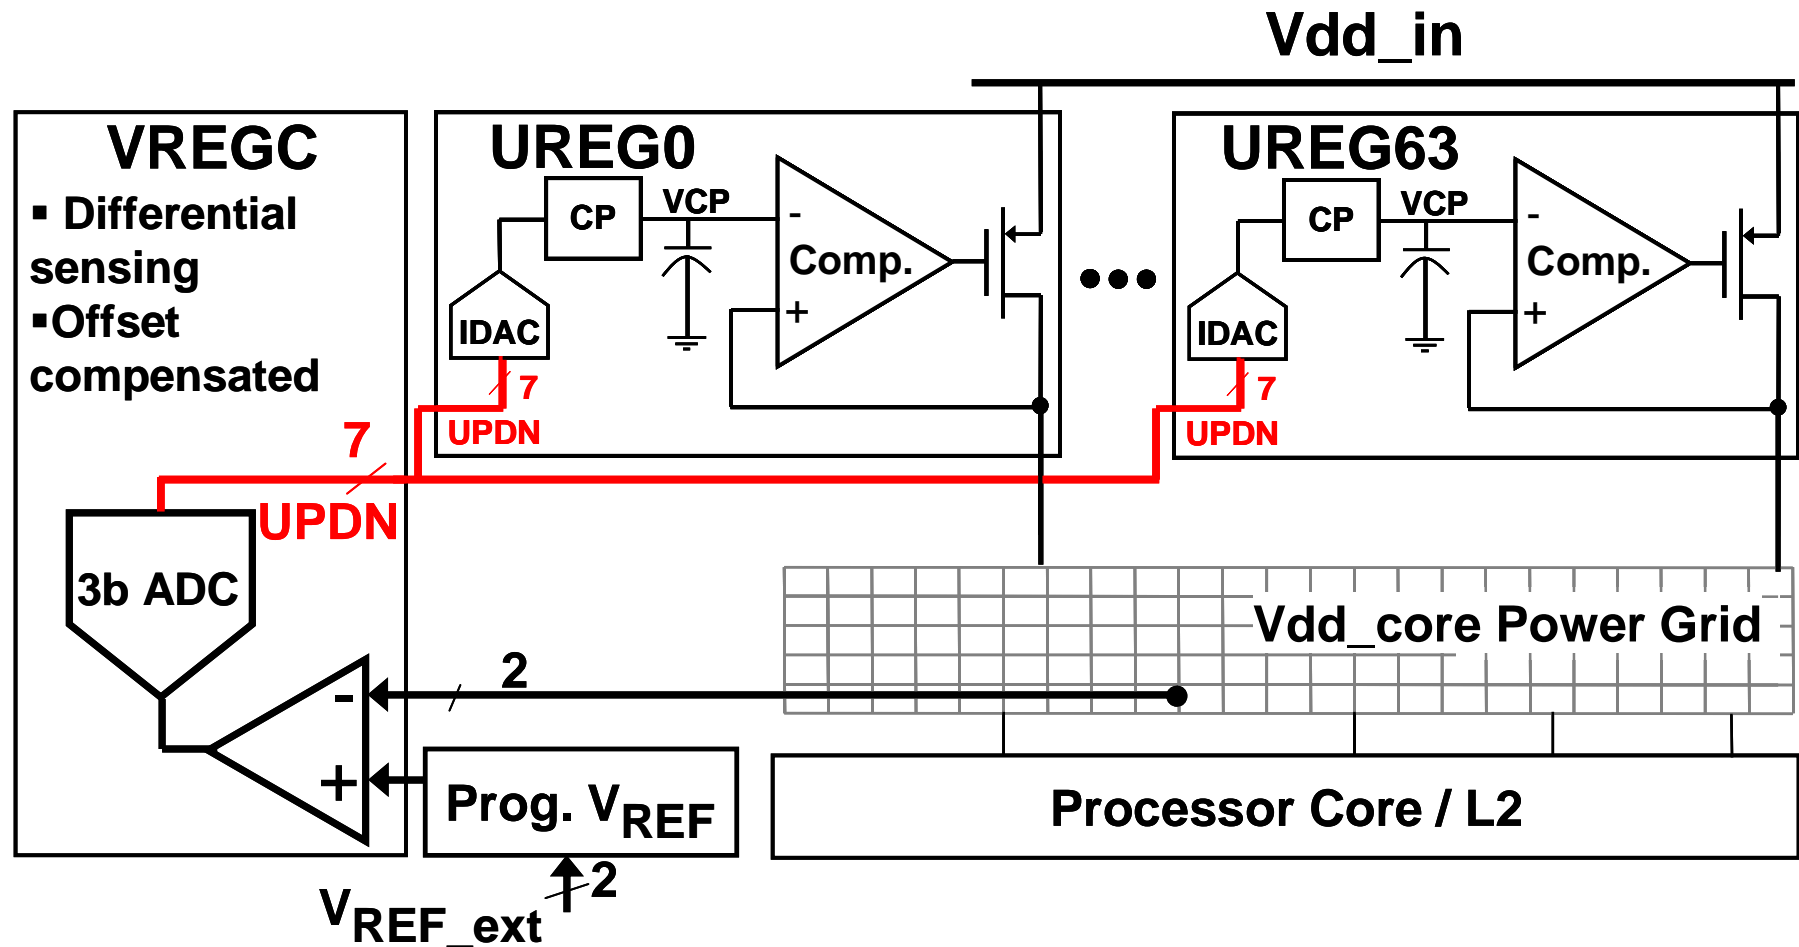 Vdd_in
VREGC
▪ Differential
sensing
▪Offset
compensated
UREG0
CP
VCP
-
Comp.
+
IDAC
7
UPDN
UREG63
CP
VCP
-
Comp.
+
IDAC
7
UPDN
7
UPDN
3b ADC
-
+
2
Vdd_core Power Grid
Prog. VREF
Processor Core / L2
2
VREF_ext